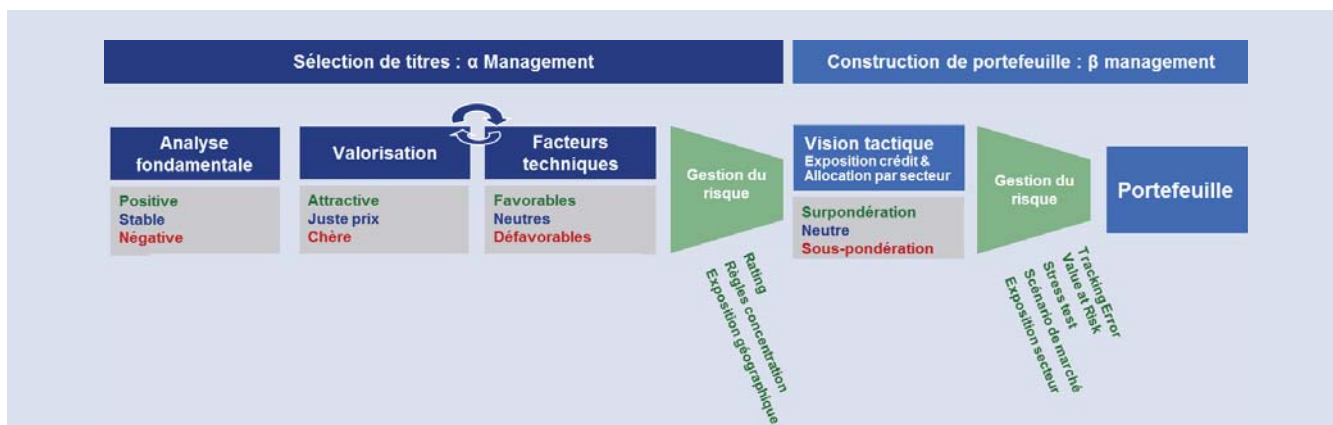 Sélection de titres : α Management
Construction de portefeuille : β management
Analyse
fondamentale
Positive
Stable
Négative
Valorisation
Attractive
Juste prix
Chère
Facteurs
techniques
Favorables
Neutres
Défavorables
Gestion du
risque
Rating
Règles concentration
Exposition géographique
Vision tactique
Exposition crédit &
Allocation par secteur
Surpondération
Neutre
Sous-pondération
Gestion du
risque
Tracking Error
Value at Risk
Stress test
Scénario de marché
Exposition secteur
Portefeuille